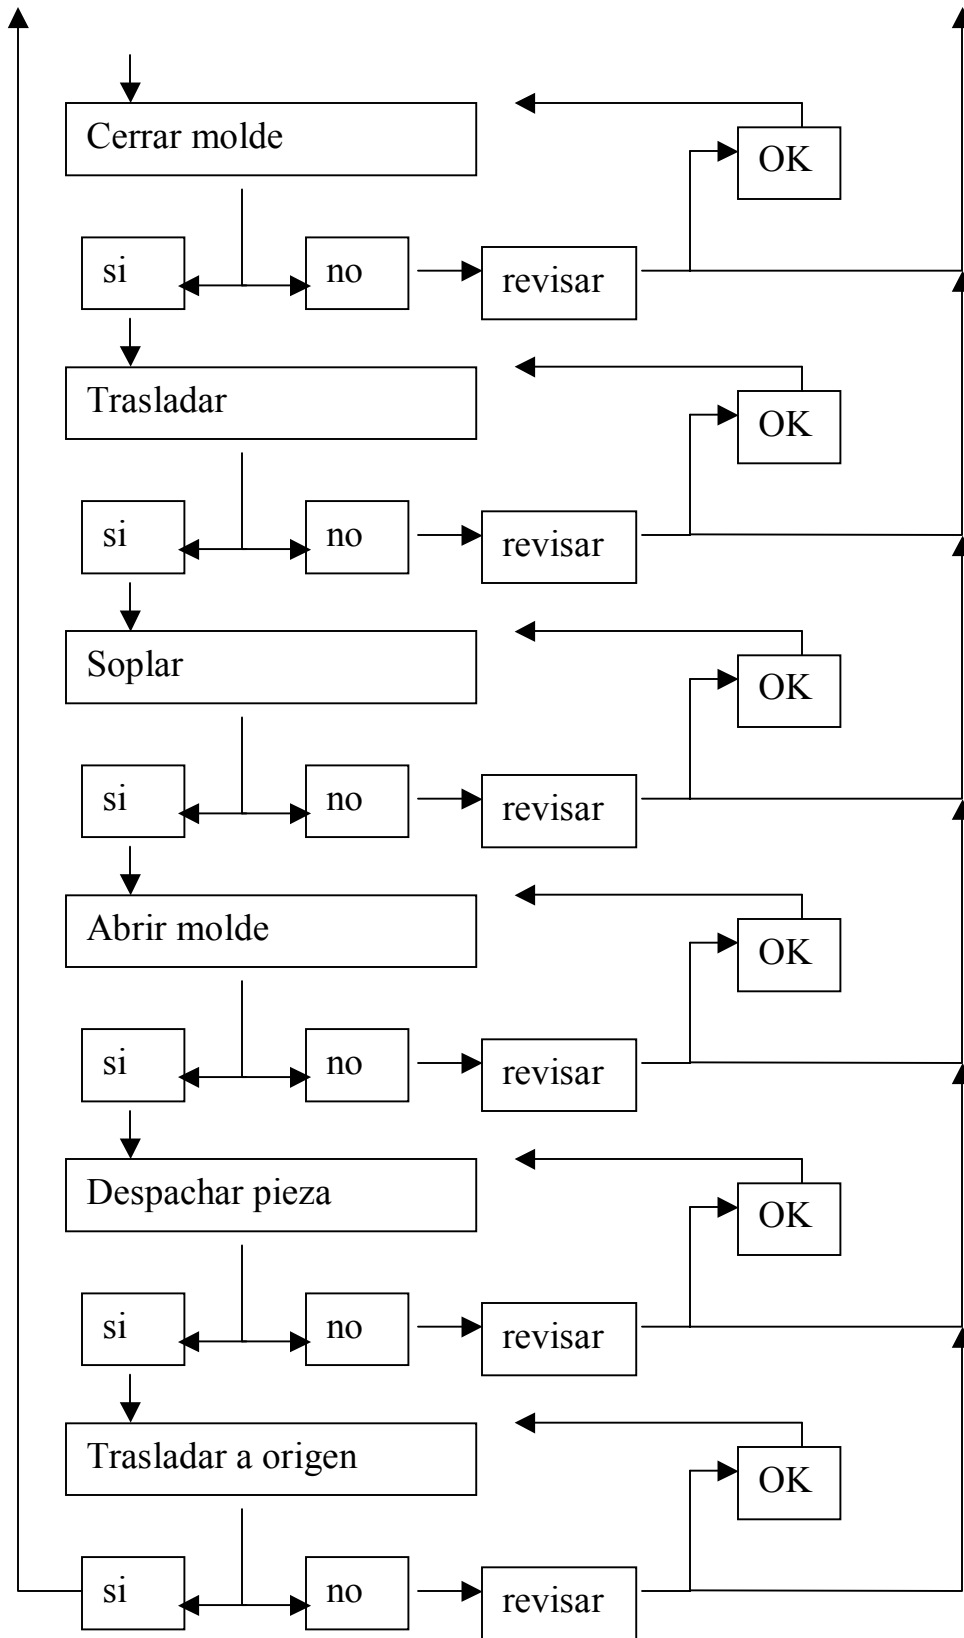 Cerrar molde
OK
si
no
revisar
Trasladar
OK
si
no
revisar
Soplar
OK
si
no
revisar
Abrir molde
OK
si
no
revisar
Despachar pieza
OK
si
no
revisar
Trasladar a origen
OK
si
no
revisar